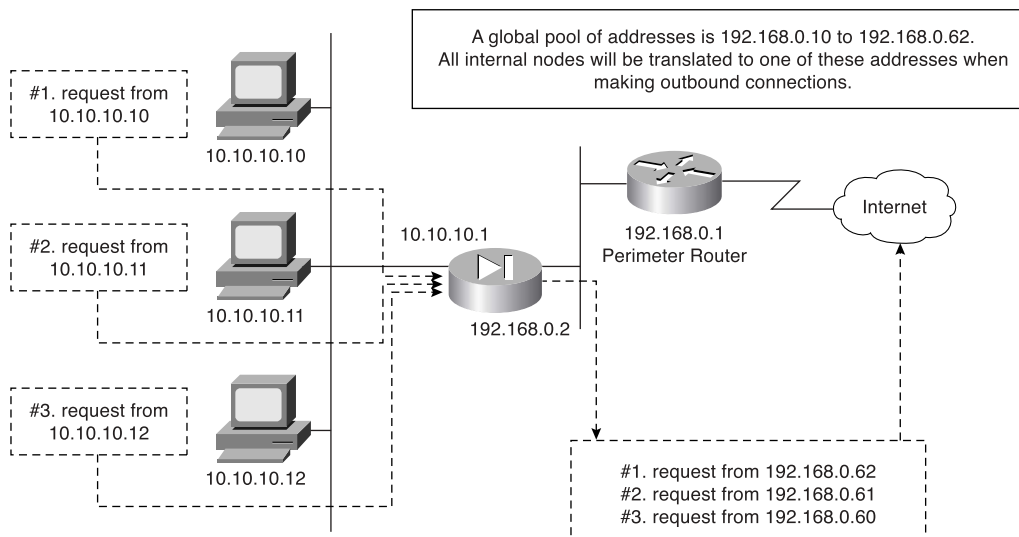 A global pool of addresses is 192.168.0.10 to 192.168.0.62.
All internal nodes will be translated to one of these addresses when
making outbound connections.
#1. request from
10.10.10.10
10.10.10.10
#2. request from
10.10.10.11
10.10.10.11
#3. request from
10.10.10.12
10.10.10.12
10.10.10.1
192.168.0.2
192.168.0.1
Perimeter Router
Internet
#1. request from 192.168.0.62
#2. request from 192.168.0.61
#3. request from 192.168.0.60